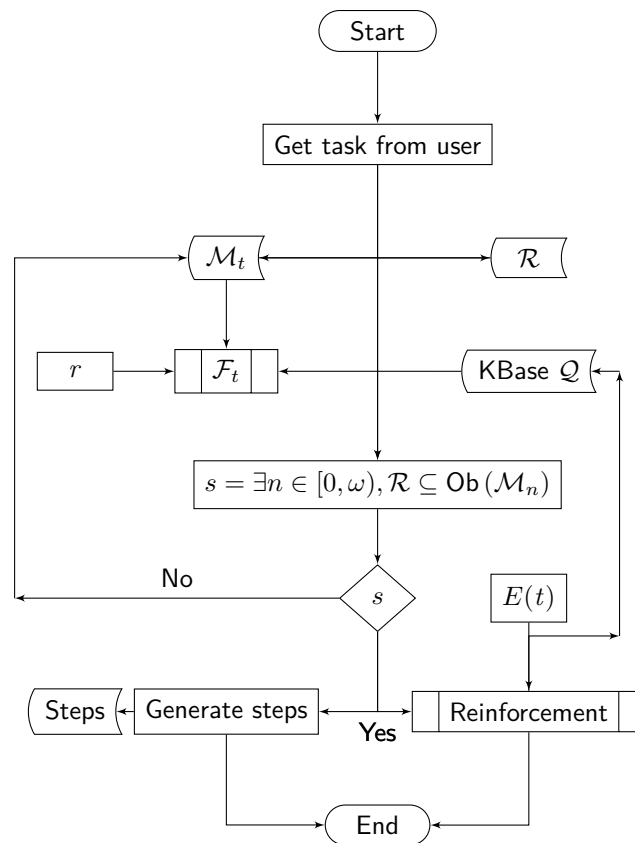 Start
Get task from user
ℳ_t
ℛ
r
ℱ_t
KBase 𝒬
s = ∃n ∈ [0, ω), ℛ ⊆ Ob (ℳ_n)
No
s
E(t)
Steps
Generate steps
Yes
Reinforcement
End